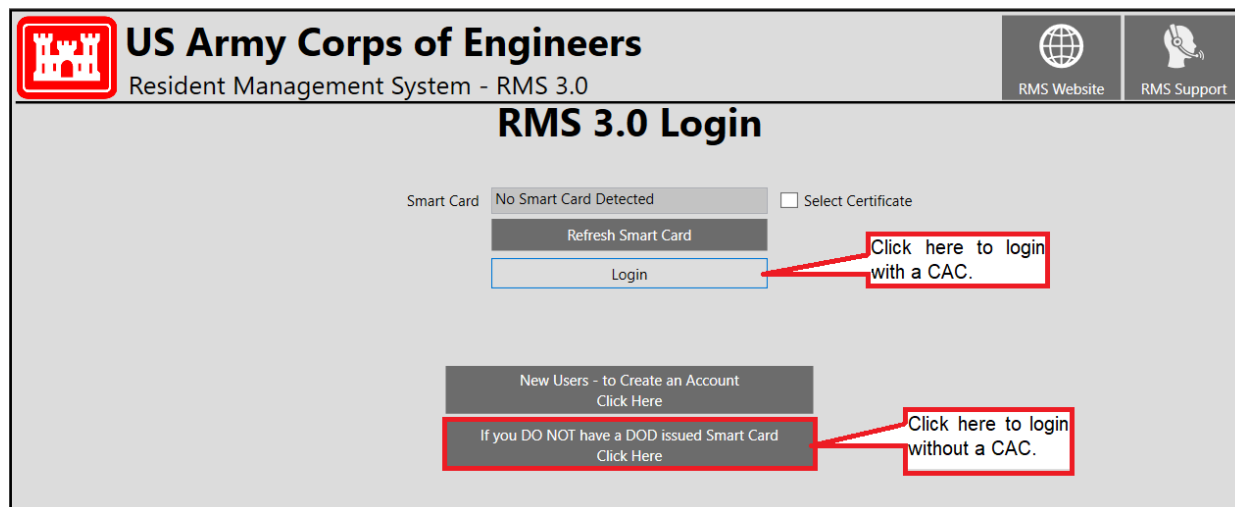 US Army Corps of Engineers
Resident Management System - RMS 3.0
RMS Website
RMS Support
RMS 3.0 Login
Smart Card
No Smart Card Detected
Select Certificate
Refresh Smart Card
Login
Click here to login
with a CAC.
New Users - to Create an Account
Click Here
If you DO NOT have a DOD issued Smart Card
Click Here
Click here to login
without a CAC.